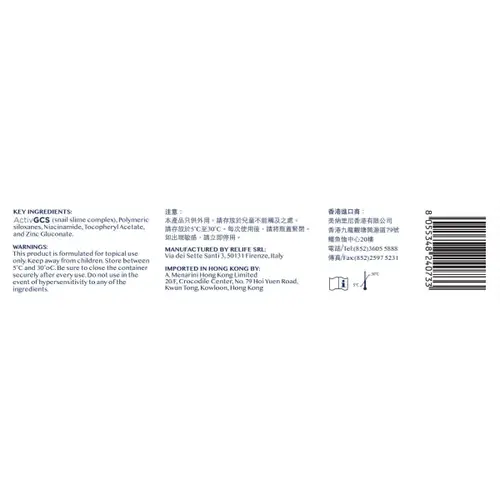 KEY INGREDIENTS:
ActivGCS (snail slime complex), Polymeric
siloxanes, Niacinamide, Tocopheryl Acetate,
and Zinc Gluconate.
WARNINGS:
This product is formulated for topical use
only. Keep away from children. Store between
5°C and 30°oC. Be sure to close the container
securely after every use. Do not use in the
event of hypersensitivity to any of the
ingredients.
注意:
本產品只供外用。請存放於兒童不能觸及之處。
請存放於5°C至30°C。每次使用後,請將瓶蓋緊閉。
如出現敏感,請立即停用。
MANUFACTURED BY RELIFE SRL:
Via dei Sette Santi 3, 50131 Firenze, Italy
IMPORTED IN HONG KONG BY:
A. Menarini Hong Kong Limited
20/F, Crocodile Center, No. 79 Hoi Yuen Road,
Kwun Tong, Kowloon, Hong Kong
香港進口商:
美納里尼香港有限公司
香港九龍觀塘開源道79號
鱷魚恤中心20樓
電話/Tel(852)3605 5888
傳真/Fax(852)2597 5231
5°C
30°C
8055348240733